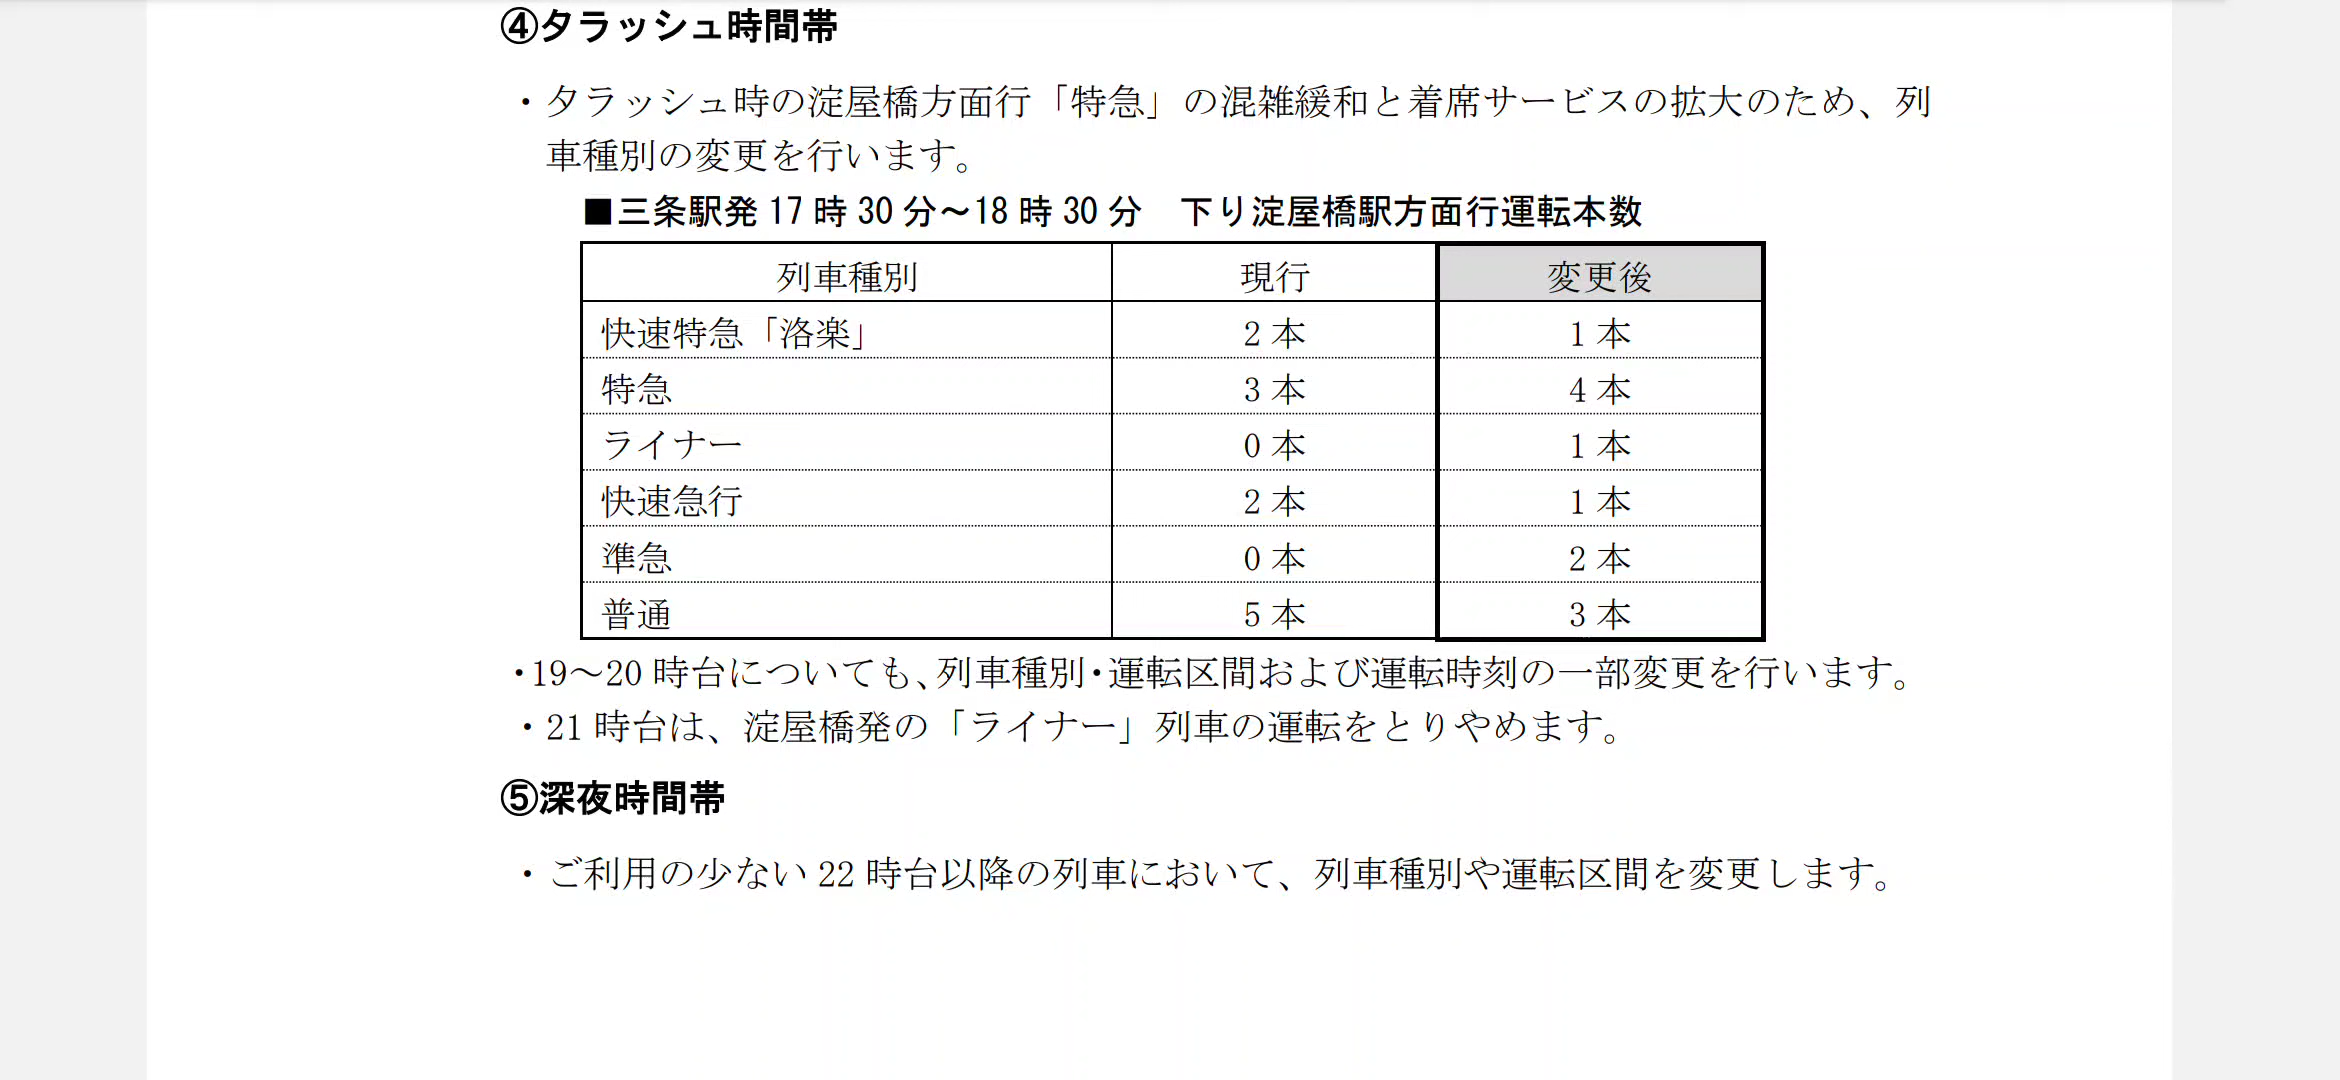 ④夕ラッシュ時間帯
・夕ラッシュ時の淀屋橋方面行「特急」の混雑緩和と着席サービスの拡大のため、列
車種別の変更を行います。
■三条駅発 17 時 30 分～18 時 30 分　下り淀屋橋駅方面行運転本数
列車種別 現行 変更後
快速特急「洛楽」 2 本 1 本
特急 3 本 4 本
ライナー 0 本 1 本
快速急行 2 本 1 本
準急 0 本 2 本
普通 5 本 3 本
・19～20 時台についても、列車種別・運転区間および運転時刻の一部変更を行います。
・21 時台は、淀屋橋発の「ライナー」列車の運転をとりやめます。
⑤深夜時間帯
・ご利用の少ない 22 時台以降の列車において、列車種別や運転区間を変更します。